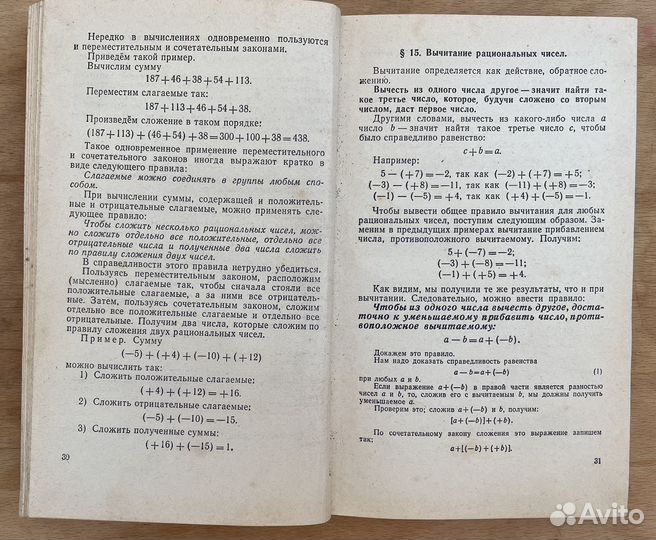 Нередко в вычислениях одновременно пользуются
и переместительным и сочетательным законами.
Приведём такой пример.
Вычислим сумму
187+46+38+54+113.
Переместим слагаемые так:
187+113+46+54+38.
Произведём сложение в таком порядке:
(187+113)+(46+54)+38=300+100+38=438.
Такое одновременное применение переместительного
и сочетательного законов иногда выражают кратко в
виде следующего правила:
Слагаемые можно соединять в группы любым спо-
собом.
При вычислении суммы, содержащей и положитель-
ные и отрицательные слагаемые, можно применять сле-
дующее правило:
Чтобы сложить несколько рациональных чисел, мож-
но сложить отдельно все положительные, отдельно все
отрицательные числа и полученные два числа сложить
по правилу сложения двух чисел.
В справедливости этого правила нетрудно убедиться.
Пользуясь переместительным законом, расположим
(мысленно) слагаемые так, чтобы сначала стояли все
положительные слагаемые, а за ними все отрицатель-
ные. Затем, пользуясь сочетательным законом, сложим
отдельно все положительные слагаемые и отдельно все
отрицательные. Получим два числа, которые сложим по
правилу сложения двух рациональных чисел.
Пример. Сумму
(−5)+(+4)+(−10)+(+12)
можно вычислить так:
1) Сложить положительные слагаемые:
(+4)+(+12)=+16.
2) Сложить отрицательные слагаемые:
(−5)+(−10)=−15.
3) Сложить полученные суммы:
(+16)+(−15)=1.
30
§ 15. Вычитание рациональных чисел.
Вычитание определяется как действие, обратное сло-
жению.
Вычесть из одного числа другое — значит найти та-
кое третье число, которое, будучи сложено со вторым
числом, даст первое число.
Другими словами, вычесть из какого-либо числа a
число b — значит найти такое третье число c, чтобы
было справедливо равенство:
c+b=a.
Например:
5−(+7)=−2, так как (−2)+(+7)=+5;
(−3)−(+8)=−11, так как (−11)+(+8)=−3;
(−1)−(−5)=+4, так как (+4)+(−5)=−1.
Чтобы вывести общее правило вычитания для любых
рациональных чисел, поступим следующим образом. За-
меним в предыдущих примерах вычитание прибавлением
числа, противоположного вычитаемому. Получим:
5+(−7)=−2;
(−3)+(−8)=−11;
(−1)+(+5)=+4.
Как видим, мы получили те же результаты, что и при
вычитании. Следовательно, можно ввести правило:
Чтобы из одного числа вычесть другое, доста-
точно к уменьшаемому прибавить число, проти-
воположное вычитаемому:
a−b=a+(−b).
Докажем это правило.
Нам надо доказать справедливость равенства
a−b=a+(−b) (1)
при любых a и b.
Если выражение a+(−b) в правой части является разностью
чисел a и b, то, сложив его с вычитаемым b, мы должны получить
уменьшаемое a.
Проверим это; сложив a+(−b) и b, получим:
[a+(−b)]+(+b).
По сочетательному закону сложения это выражение запишем
так:
a+[(−b)+(+b)].
31
Avito